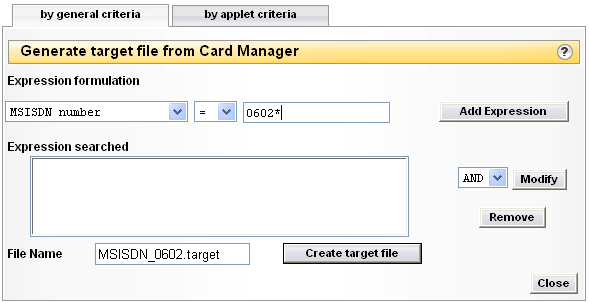 by general criteria by applet criteria
Generate target file from Card Manager ?
Expression formulation
MSISDN number = 0602* Add Expression
Expression searched
AND Modify
Remove
File Name MSISDN_0602.target Create target file
Close